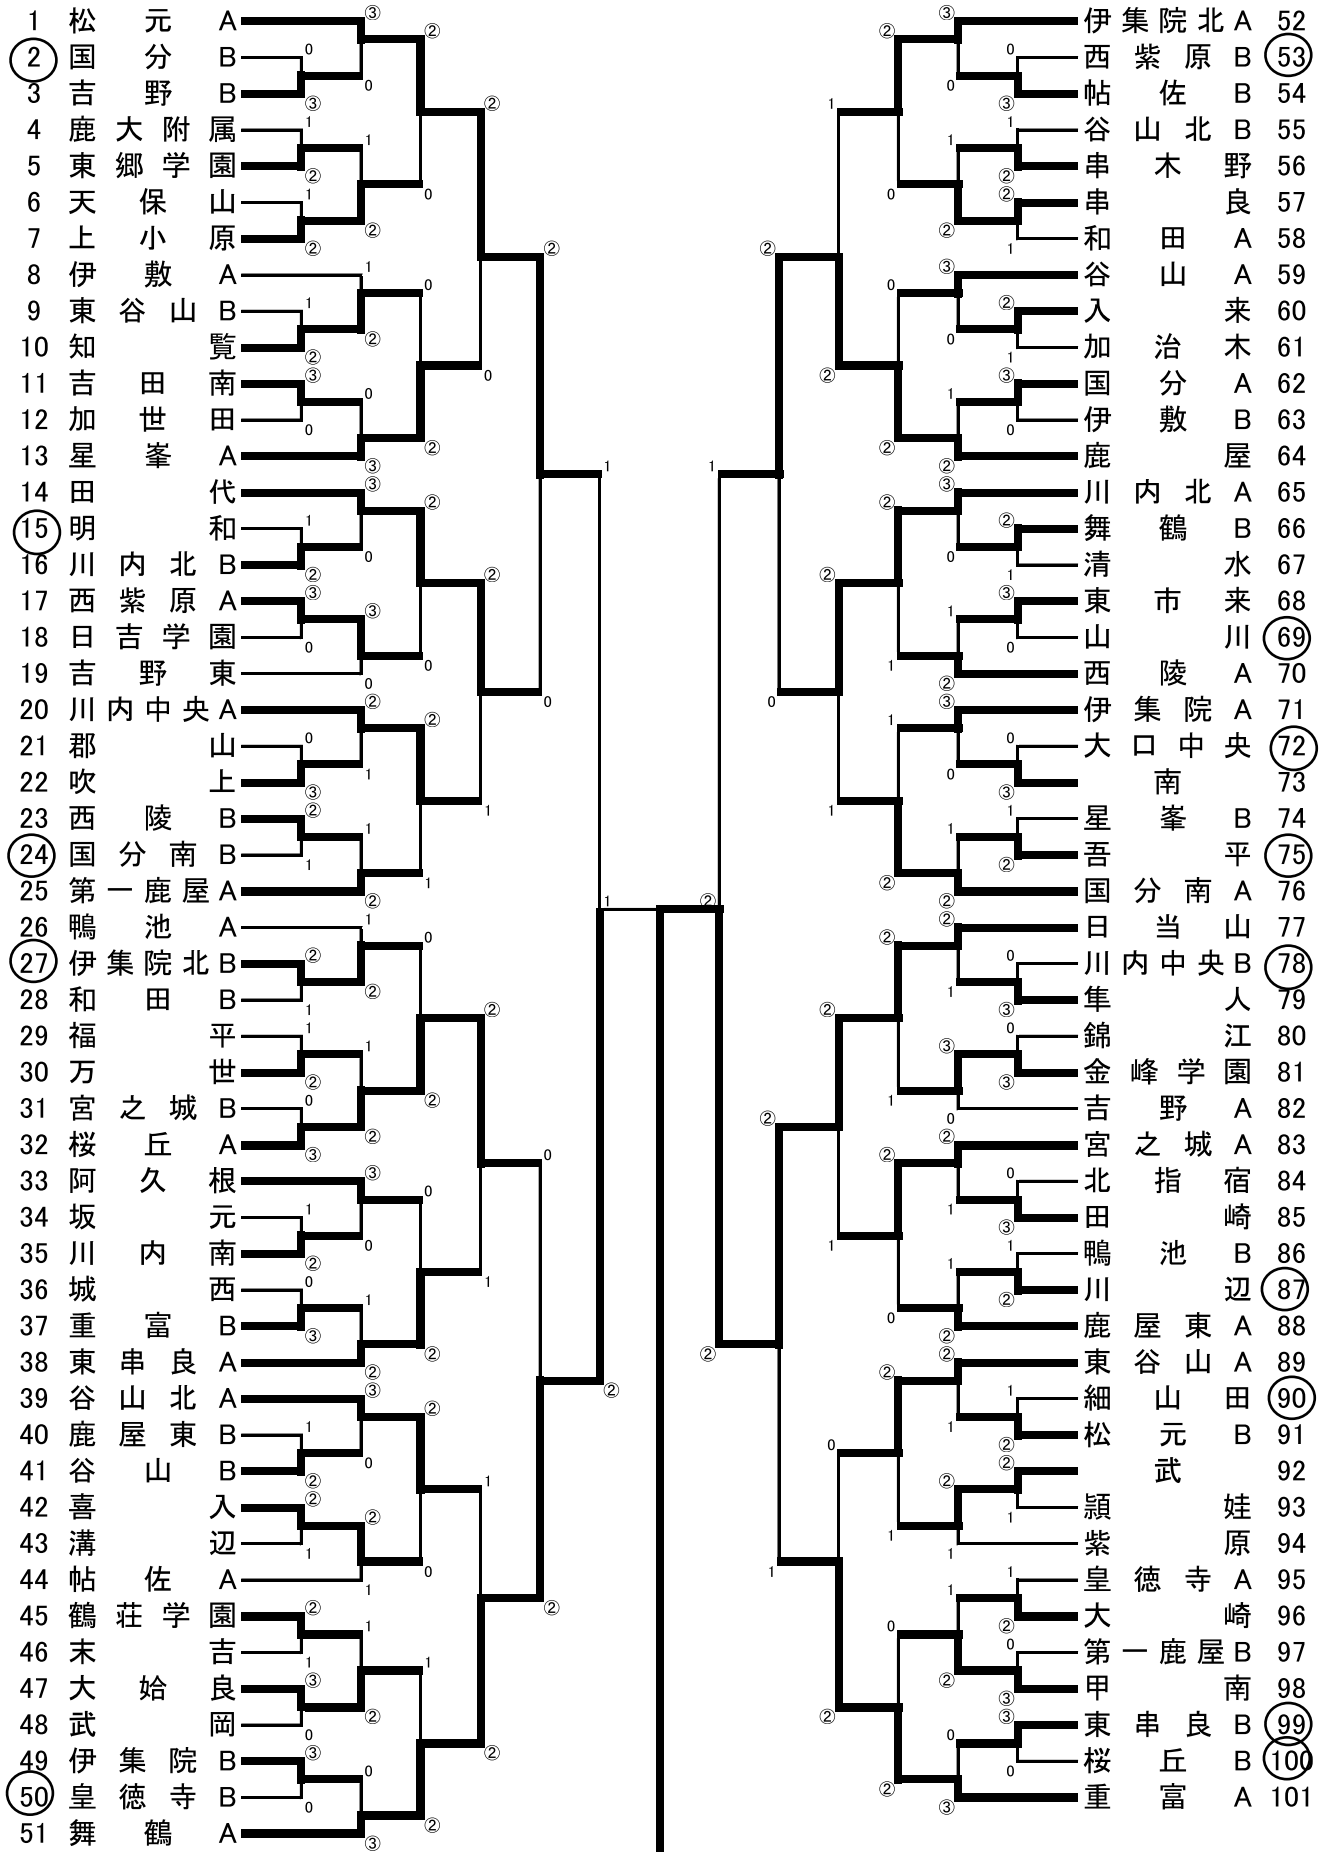 1 松元A
2 国分B
3 吉野B
4 鹿大附属
5 東郷学園
6 天保山
7 上小原
8 伊敷A
9 東谷山B
10 知覧
11 吉田南
12 加世田
13 星峯A
14 田代
15 明和
16 川内北B
17 西紫原A
18 日吉学園
19 吉野東
20 川内中央A
21 郡山
22 吹上
23 西陵B
24 国分南B
25 第一鹿屋A
26 鴨池A
27 伊集院北B
28 和田B
29 福平
30 万世
31 宮之城B
32 桜丘A
33 阿久根
34 坂元
35 川内南
36 城西
37 重富B
38 東串良A
39 谷山北A
40 鹿屋東B
41 谷山B
42 喜入
43 溝辺
44 帖佐A
45 鶴荘学園
46 末吉
47 大姶良
48 武岡
49 伊集院B
50 皇徳寺B
51 舞鶴A
伊集院北A 52
西紫原B 53
帖佐B 54
谷山北B 55
串木野 56
串良 57
和田A 58
谷山A 59
入来 60
加治木 61
国分A 62
伊敷B 63
鹿屋 64
川内北A 65
舞鶴B 66
清水 67
東市来 68
山川 69
西陵A 70
伊集院A 71
大口中央 72
南 73
星峯B 74
吾平 75
国分南A 76
日当山 77
川内中央B 78
隼人 79
錦江 80
金峰学園 81
吉野A 82
宮之城A 83
北指宿 84
田崎 85
鴨池B 86
川辺 87
鹿屋東A 88
東谷山A 89
細山田 90
松元B 91
武 92
頴娃 93
紫原 94
皇徳寺A 95
大崎 96
第一鹿屋B 97
甲南 98
東串良B 99
桜丘B 100
重富A 101